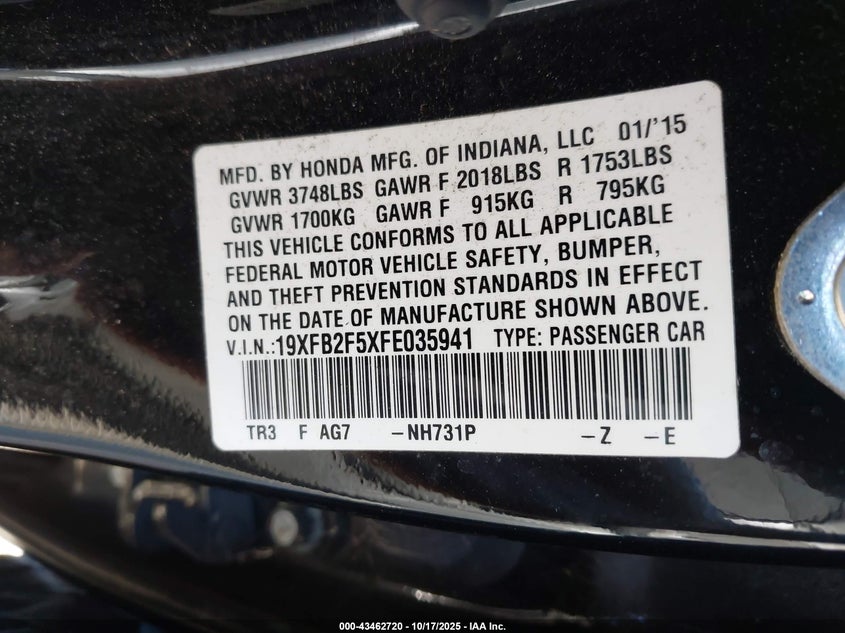 MFD. BY HONDA MFG. OF INDIANA, LLC 01/'15
GVWR 3748LBS GAWR F 2018LBS R 1753LBS
GVWR 1700KG GAWR F 915KG R 795KG
THIS VEHICLE CONFORMS TO ALL APPLICABLE
FEDERAL MOTOR VEHICLE SAFETY, BUMPER,
AND THEFT PREVENTION STANDARDS IN EFFECT
ON THE DATE OF MANUFACTURE SHOWN ABOVE.
V.I.N.:19XFB2F5XFE035941 TYPE: PASSENGER CAR
TR3 F AG7 –NH731P –Z –E
000-43462720 - 10/17/2025 - IAA Inc.